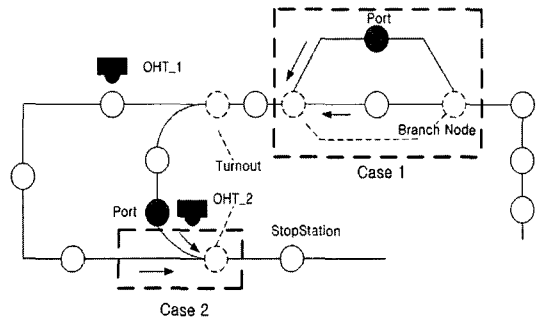 Port
OHT_1
Branch Node
Turnout
Case 1
OHT_2
Port
StopStation
Case 2